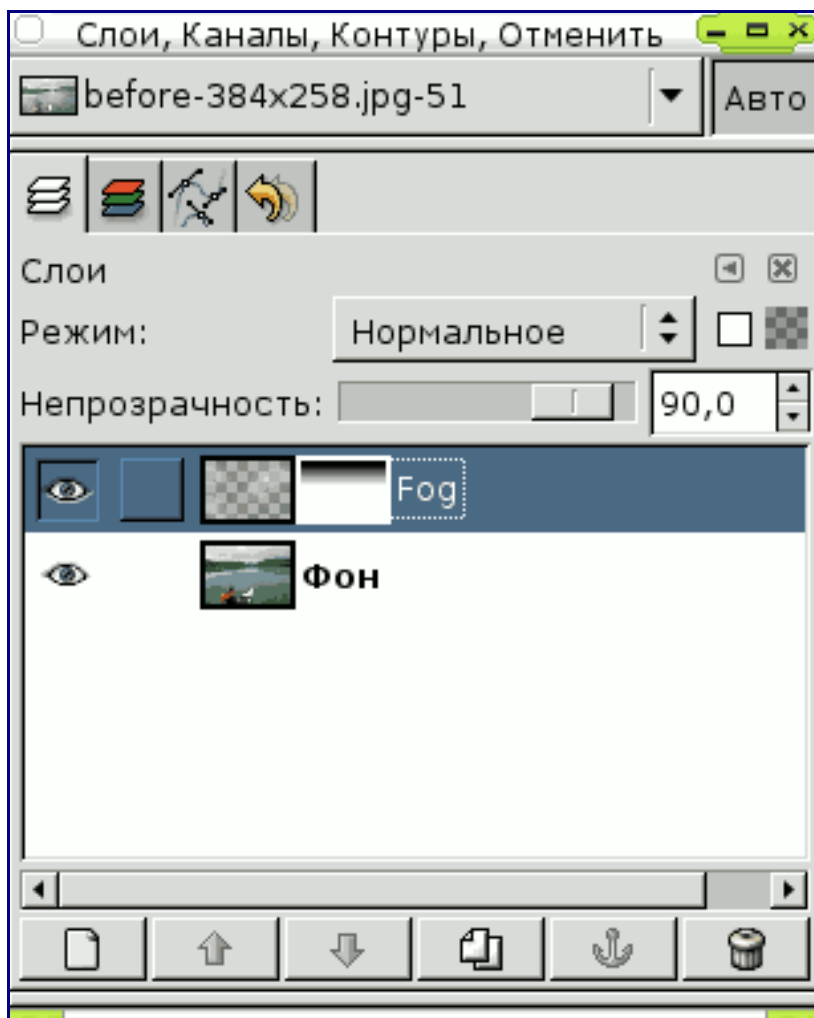 Слои, Каналы, Контуры, Отменить
before-384x258.jpg-51
Авто
Слои
Режим: Нормальное
Непрозрачность: 90,0
Fog
Фон